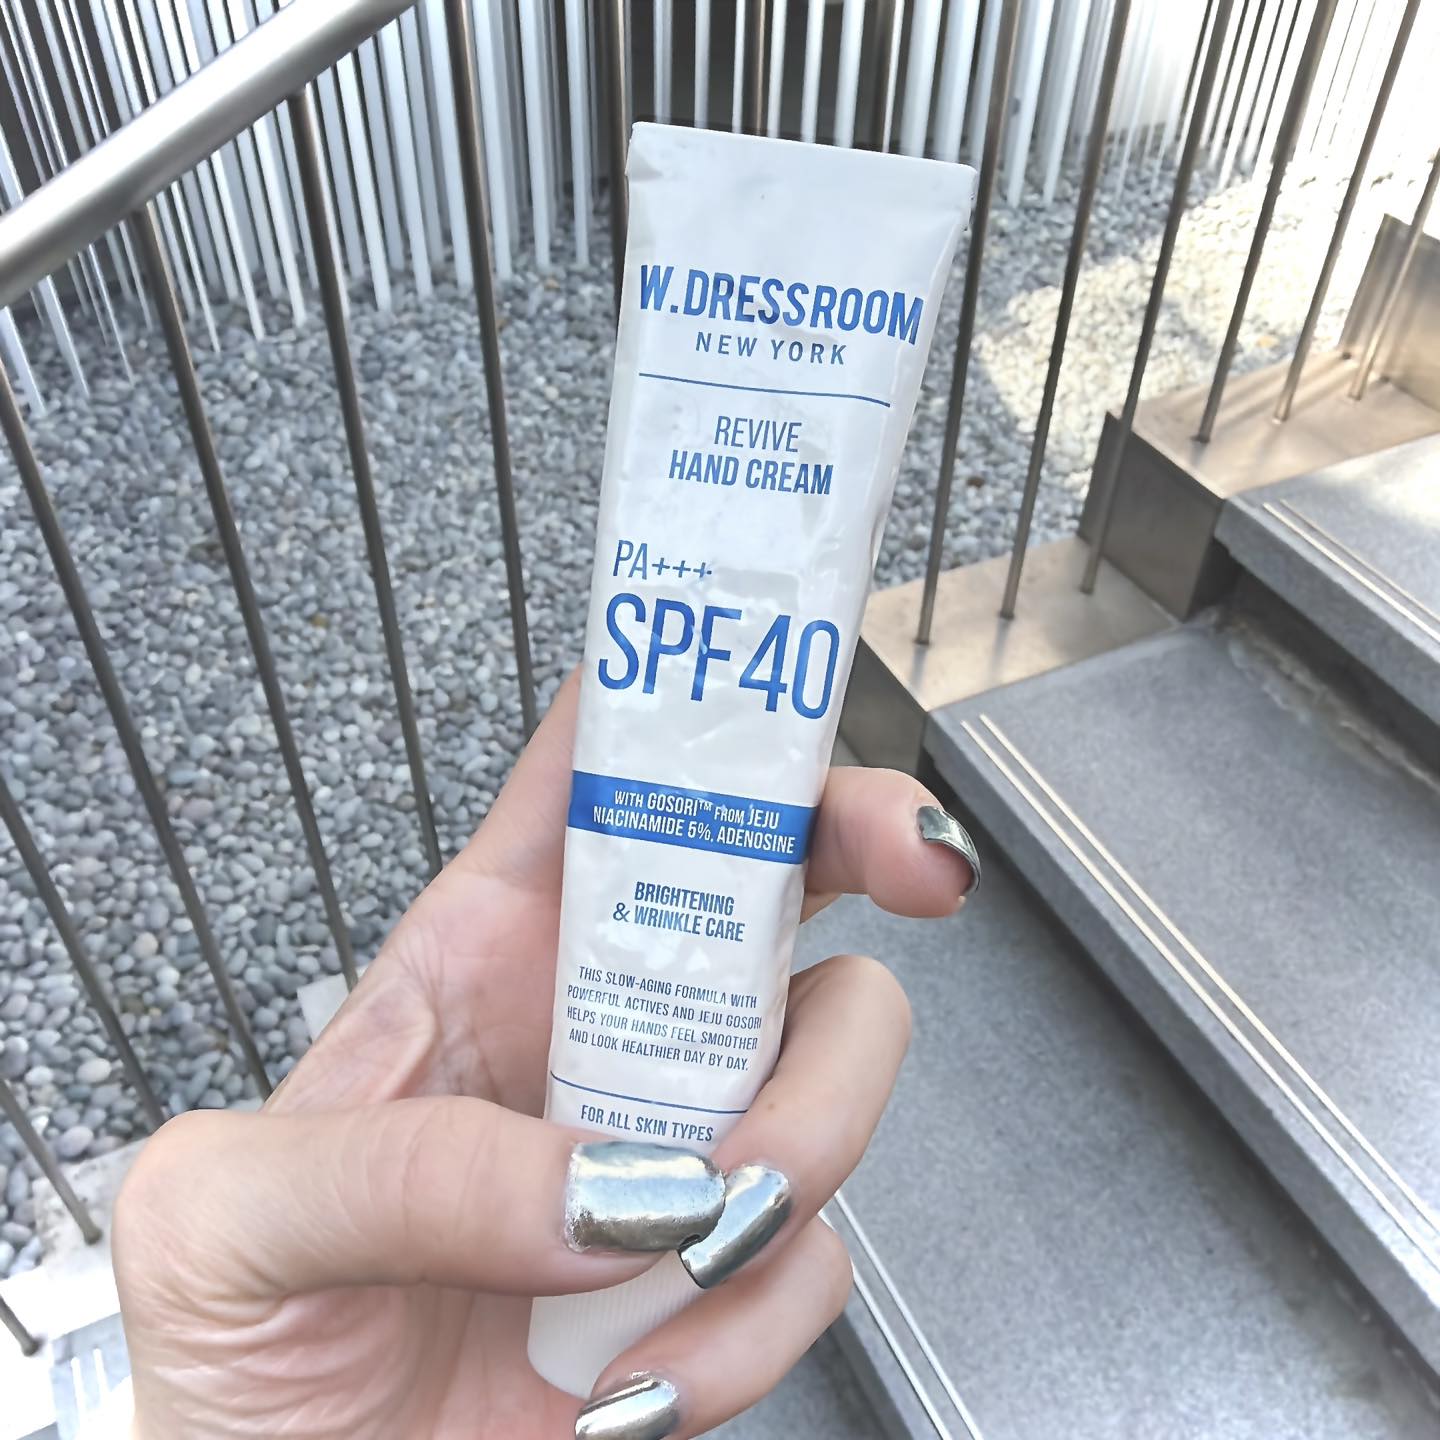 W.DRESSROOM
NEW YORK
REVIVE
HAND CREAM
PA+++
SPF 40
WITH GOSORI™ FROM JEJU
NIACINAMIDE 5%, ADENOSINE
BRIGHTENING
& WRINKLE CARE
THIS SLOW-AGING FORMULA WITH
POWERFUL ACTIVES AND JEJU GOSORI
HELPS YOUR HANDS FEEL SMOOTHER
AND LOOK HEALTHIER DAY BY DAY.
FOR ALL SKIN TYPES